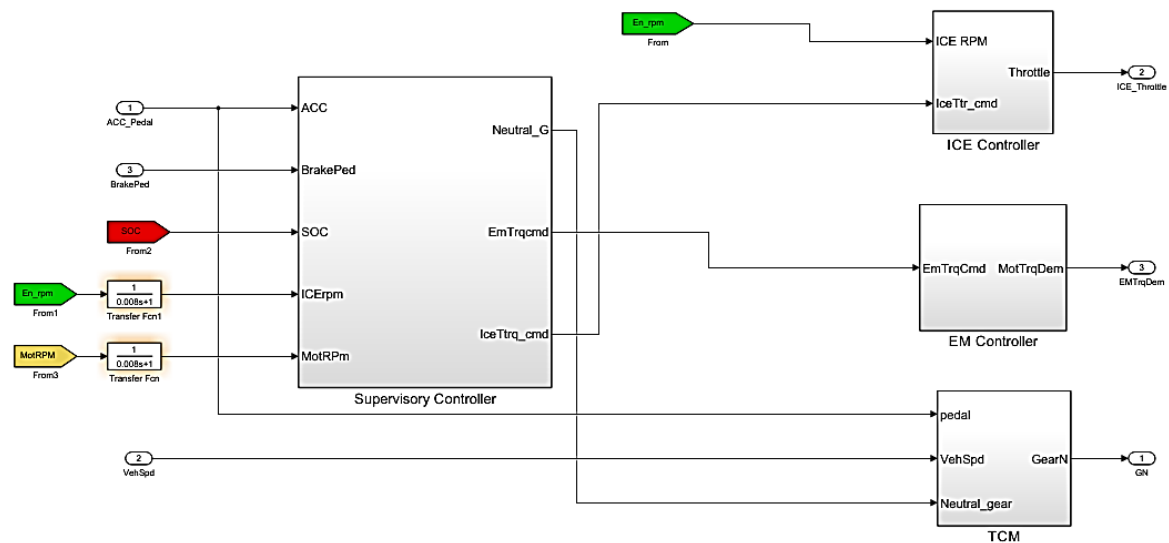 En_rpm
From
ICE RPM
Throttle
IceTtr_cmd
ICE Controller
2
ICE_Throttle
1
ACC_Pedal
3
BrakePed
SOC
From2
En_rpm
From1
1
0.008s+1
Transfer Fcn1
MotRPM
From3
1
0.008s+1
Transfer Fcn
ACC
BrakePed
SOC
ICErpm
MotRPm
Neutral_G
EmTrqcmd
IceTtrq_cmd
Supervisory Controller
EmTrqCmd
MotTrqDem
EM Controller
3
EMTrqDem
2
VehSpd
pedal
VehSpd
Neutral_gear
GearN
TCM
1
GN